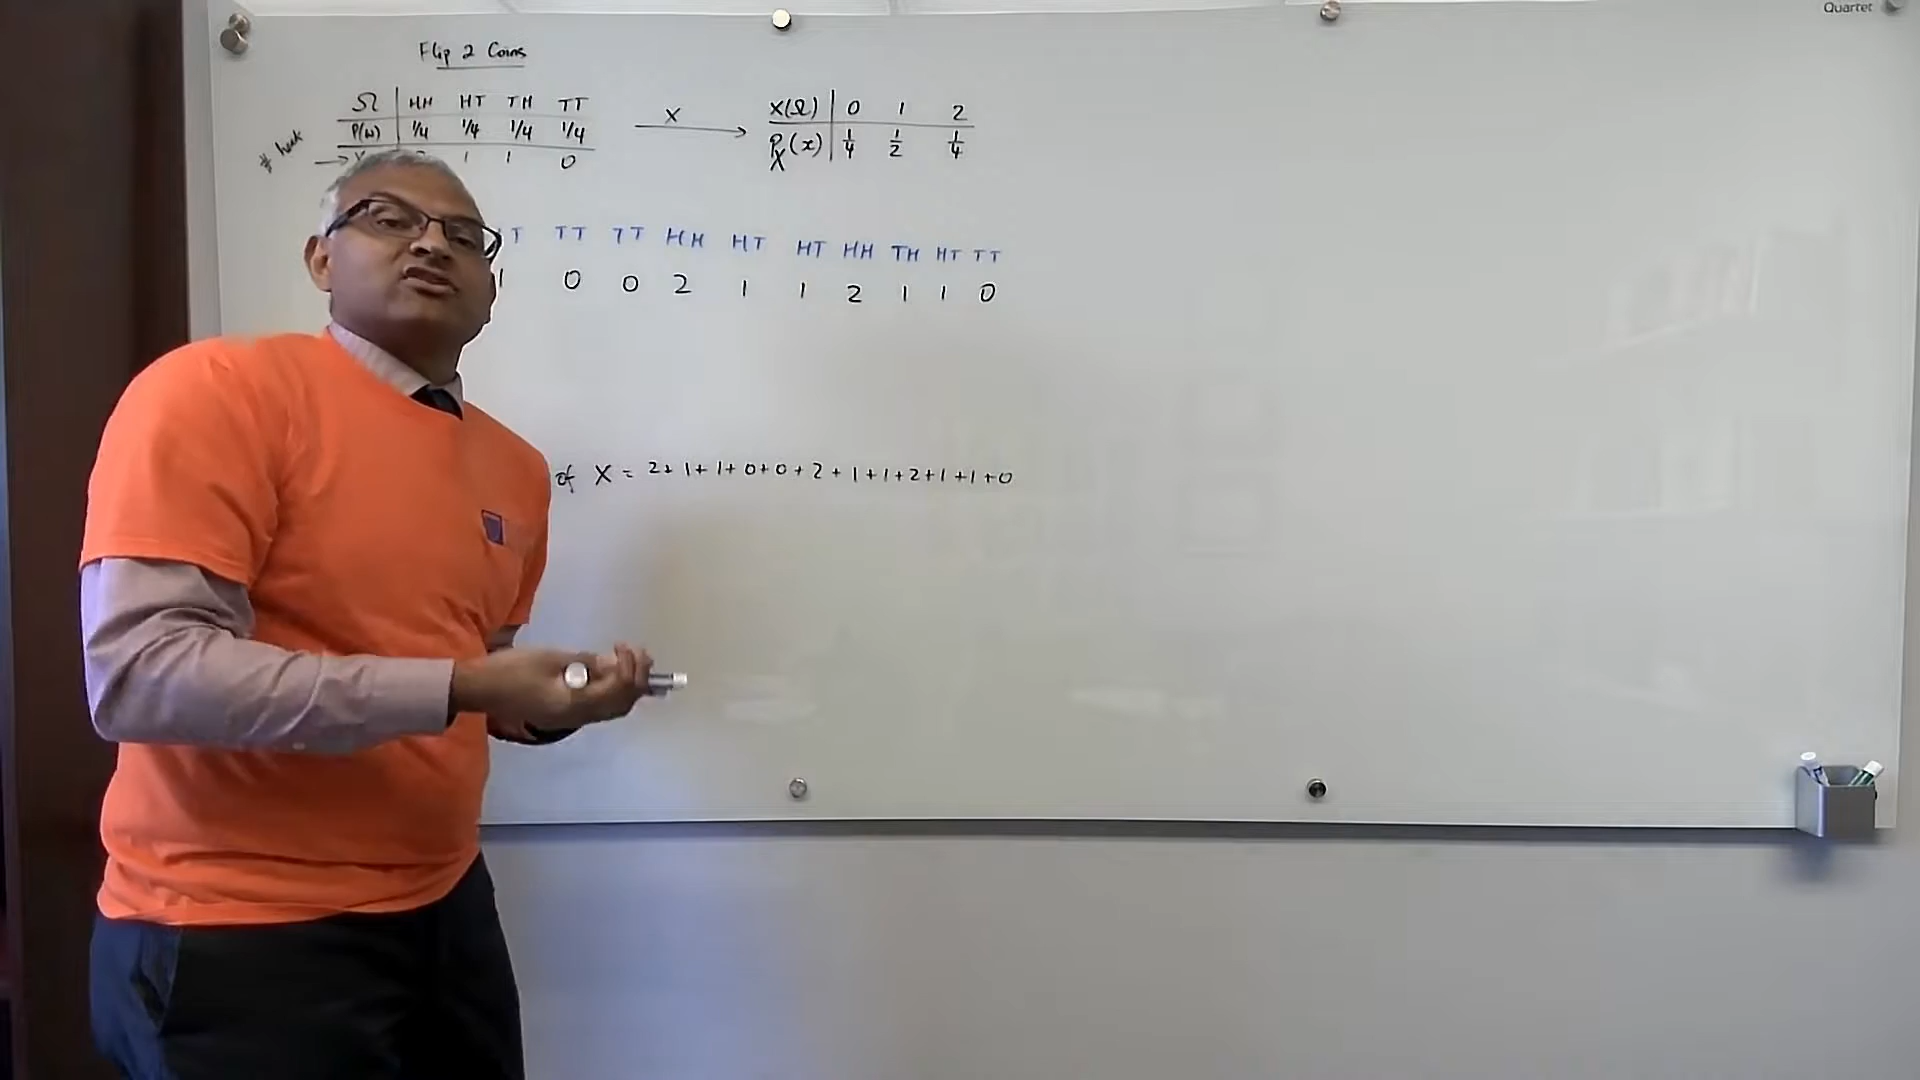 Quartet
Flip 2 Coins
Ω HH HT TH TT
P(ω) 1/4 1/4 1/4 1/4
1 1 0
X
X(Ω) 0 1 2
P_X(x) 1/4 1/2 1/4
T TT TT HH HT HT HH TH HT TT
1 0 0 2 1 1 2 1 1 0
of X = 2+1+1+0+0+2+1+1+2+1+1+0